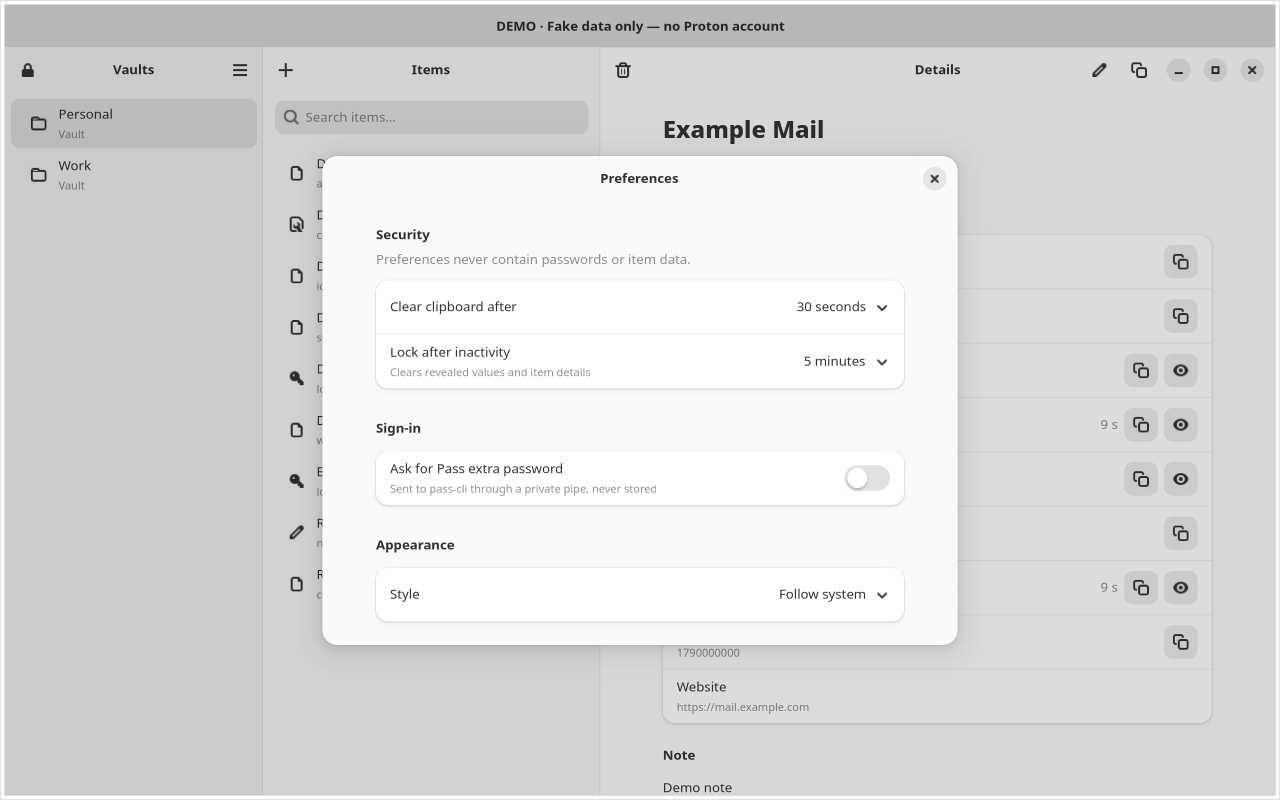 DEMO · Fake data only — no Proton account
Vaults
Items
Details
Personal
Vault
Work
Vault
Search items...
Example Mail
Preferences
Security
Preferences never contain passwords or item data.
Clear clipboard after
30 seconds
Lock after inactivity
Clears revealed values and item details
5 minutes
Sign-in
Ask for Pass extra password
Sent to pass-cli through a private pipe, never stored
Appearance
Style
Follow system
9 s
9 s
1790000000
Website
https://mail.example.com
Note
Demo note